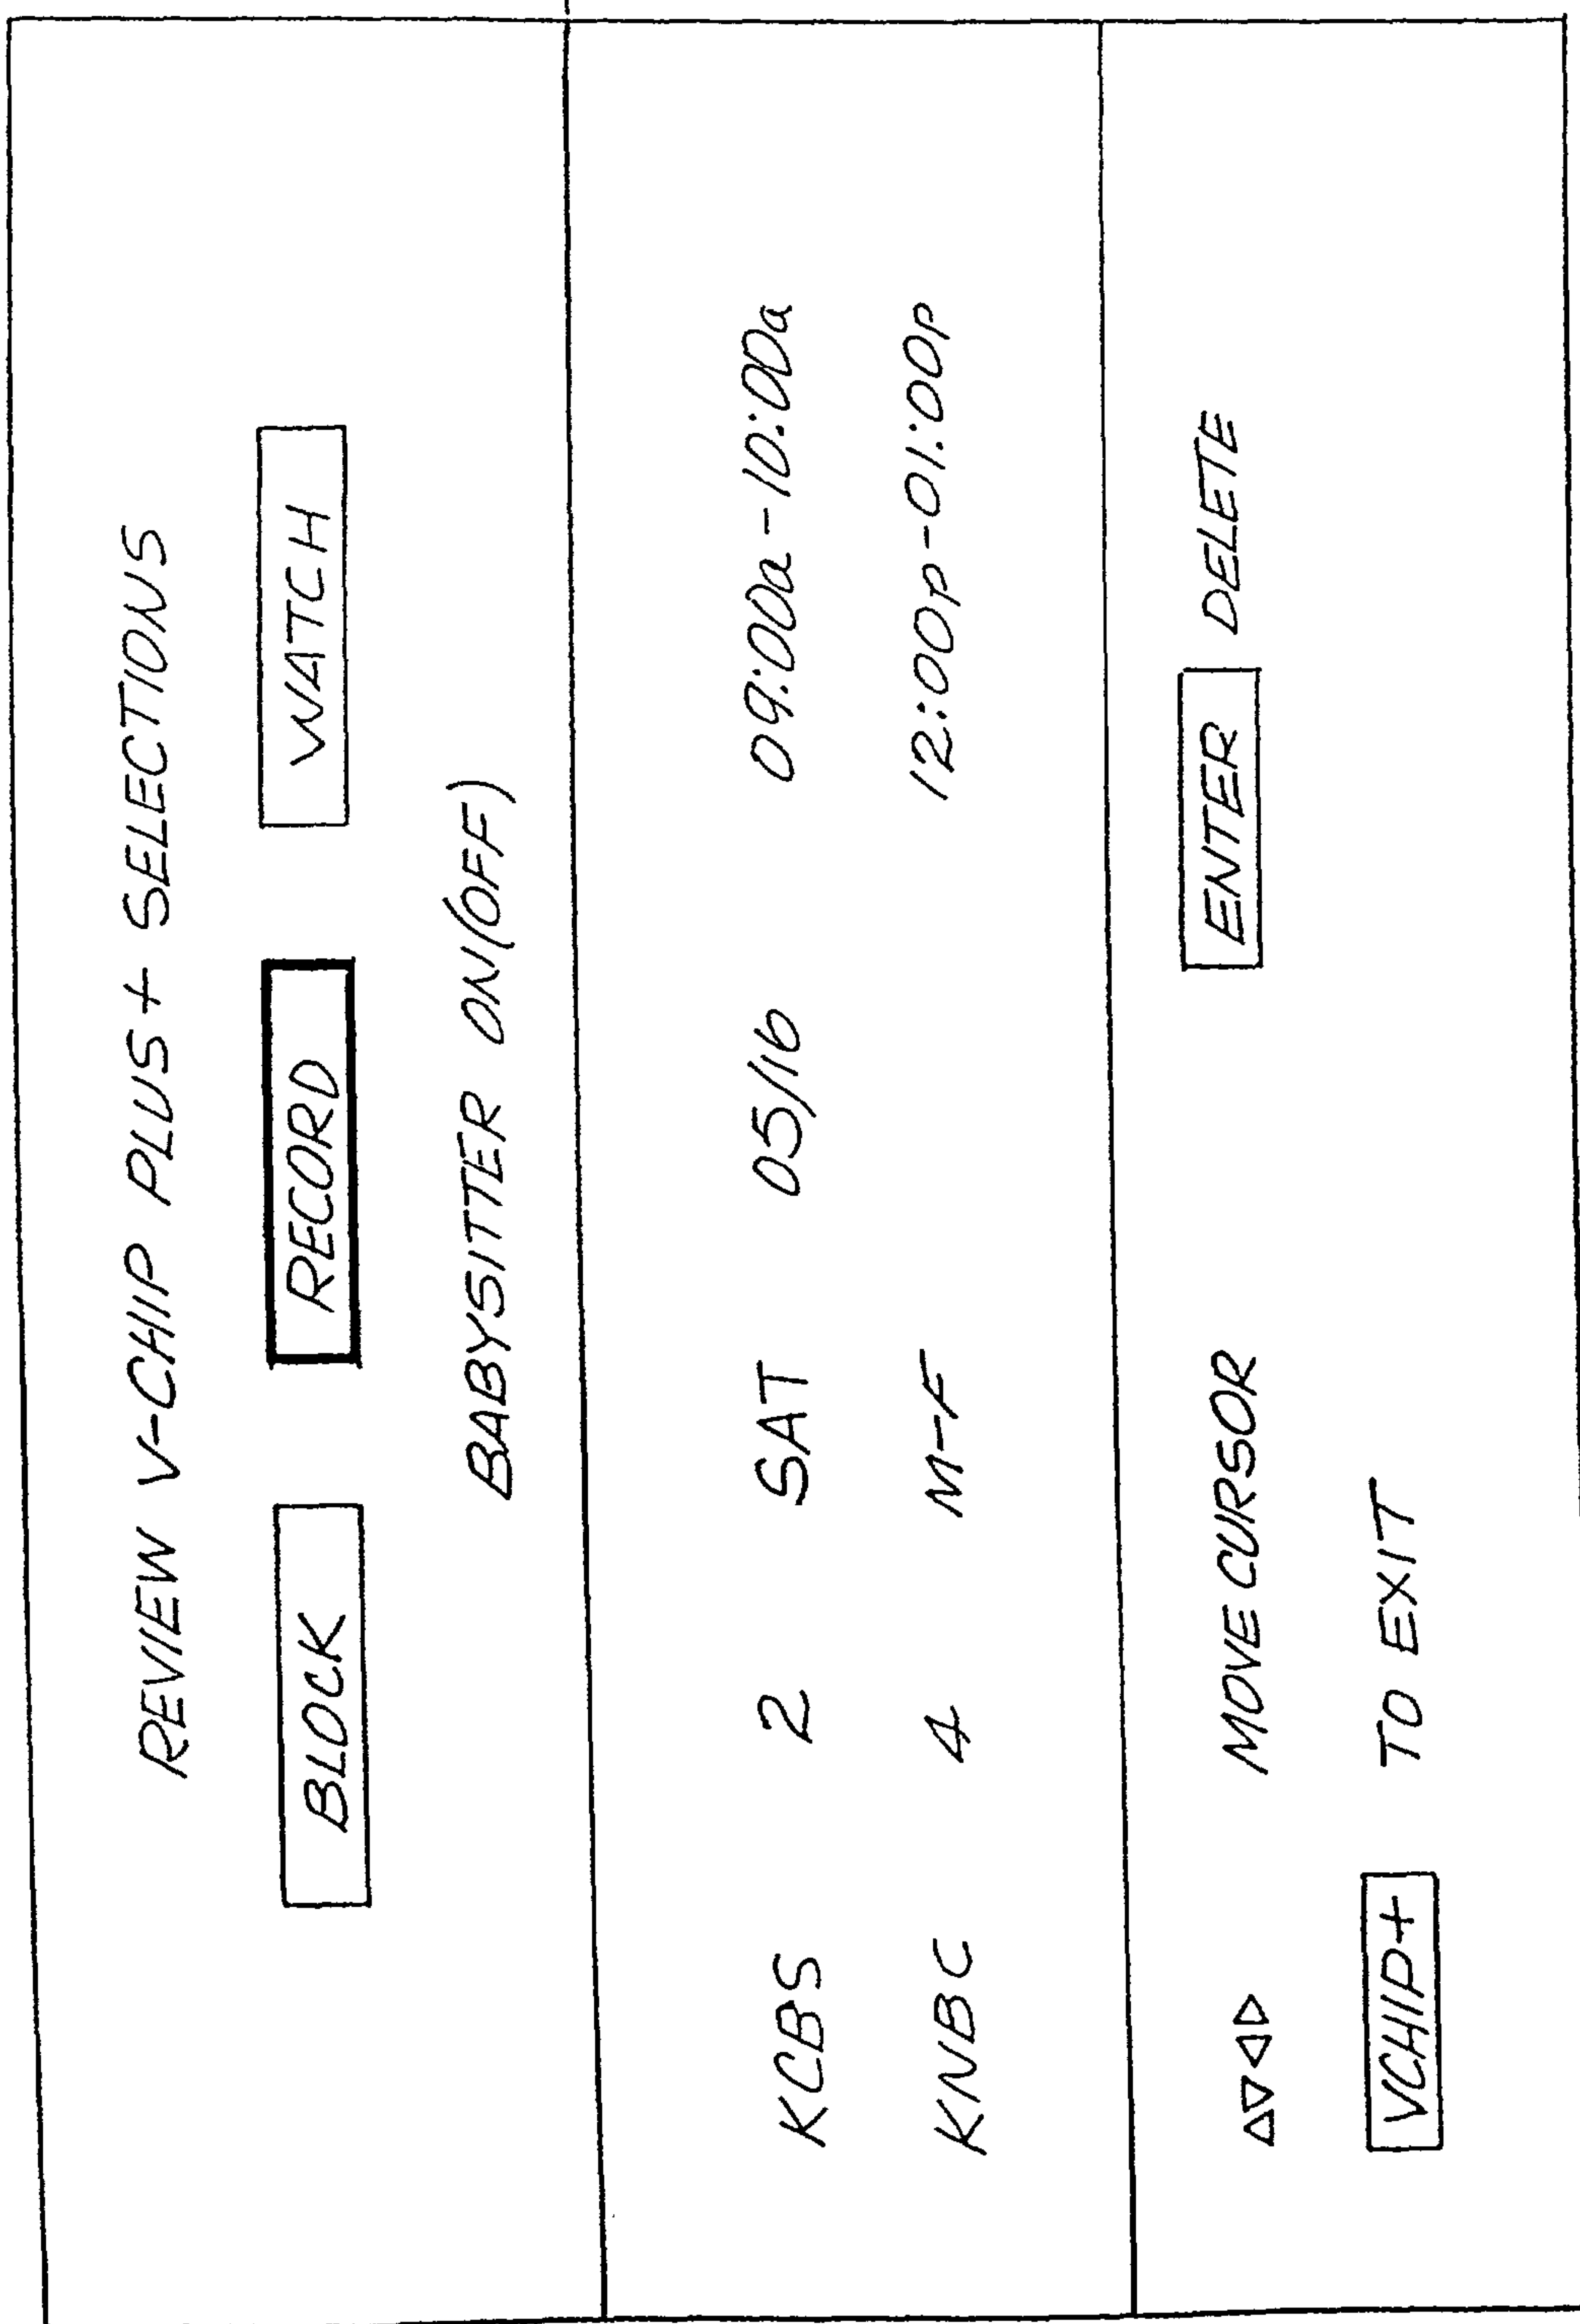 REVIEW V-CHIP PLUS+ SELECTIONS
BLOCK RECORD WATCH
BABYSITTER ON(OFF)
KCBS 2 SAT 05/16 09:00a-10:00a
KNBC 4 M-F 12:00p-01:00p
△▽◁▷ MOVE CURSOR ENTER DELETE
VCHIP+ TO EXIT